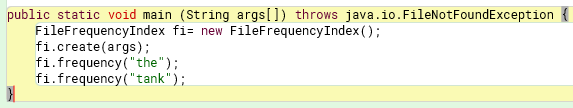 public static void main (String args[]) throws java.io.FileNotFoundException {
    FileFrequencyIndex fi= new FileFrequencyIndex();
    fi.create(args);
    fi.frequency("the");
    fi.frequency("tank");
}